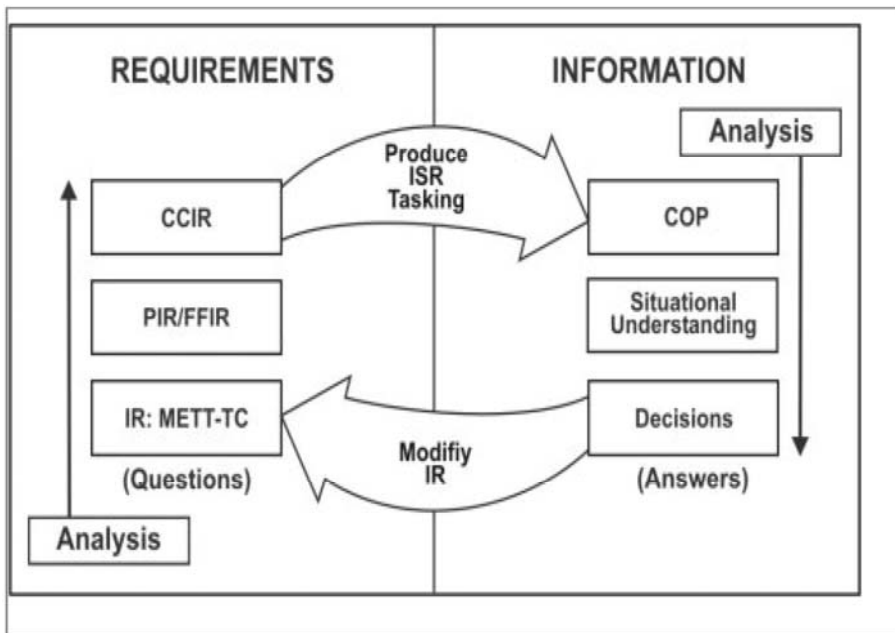 REQUIREMENTS
INFORMATION
Analysis
Produce
ISR
Tasking
CCIR
COP
PIR/FFIR
Situational
Understanding
IR: METT-TC
Decisions
Modifiy
IR
(Questions)
(Answers)
Analysis